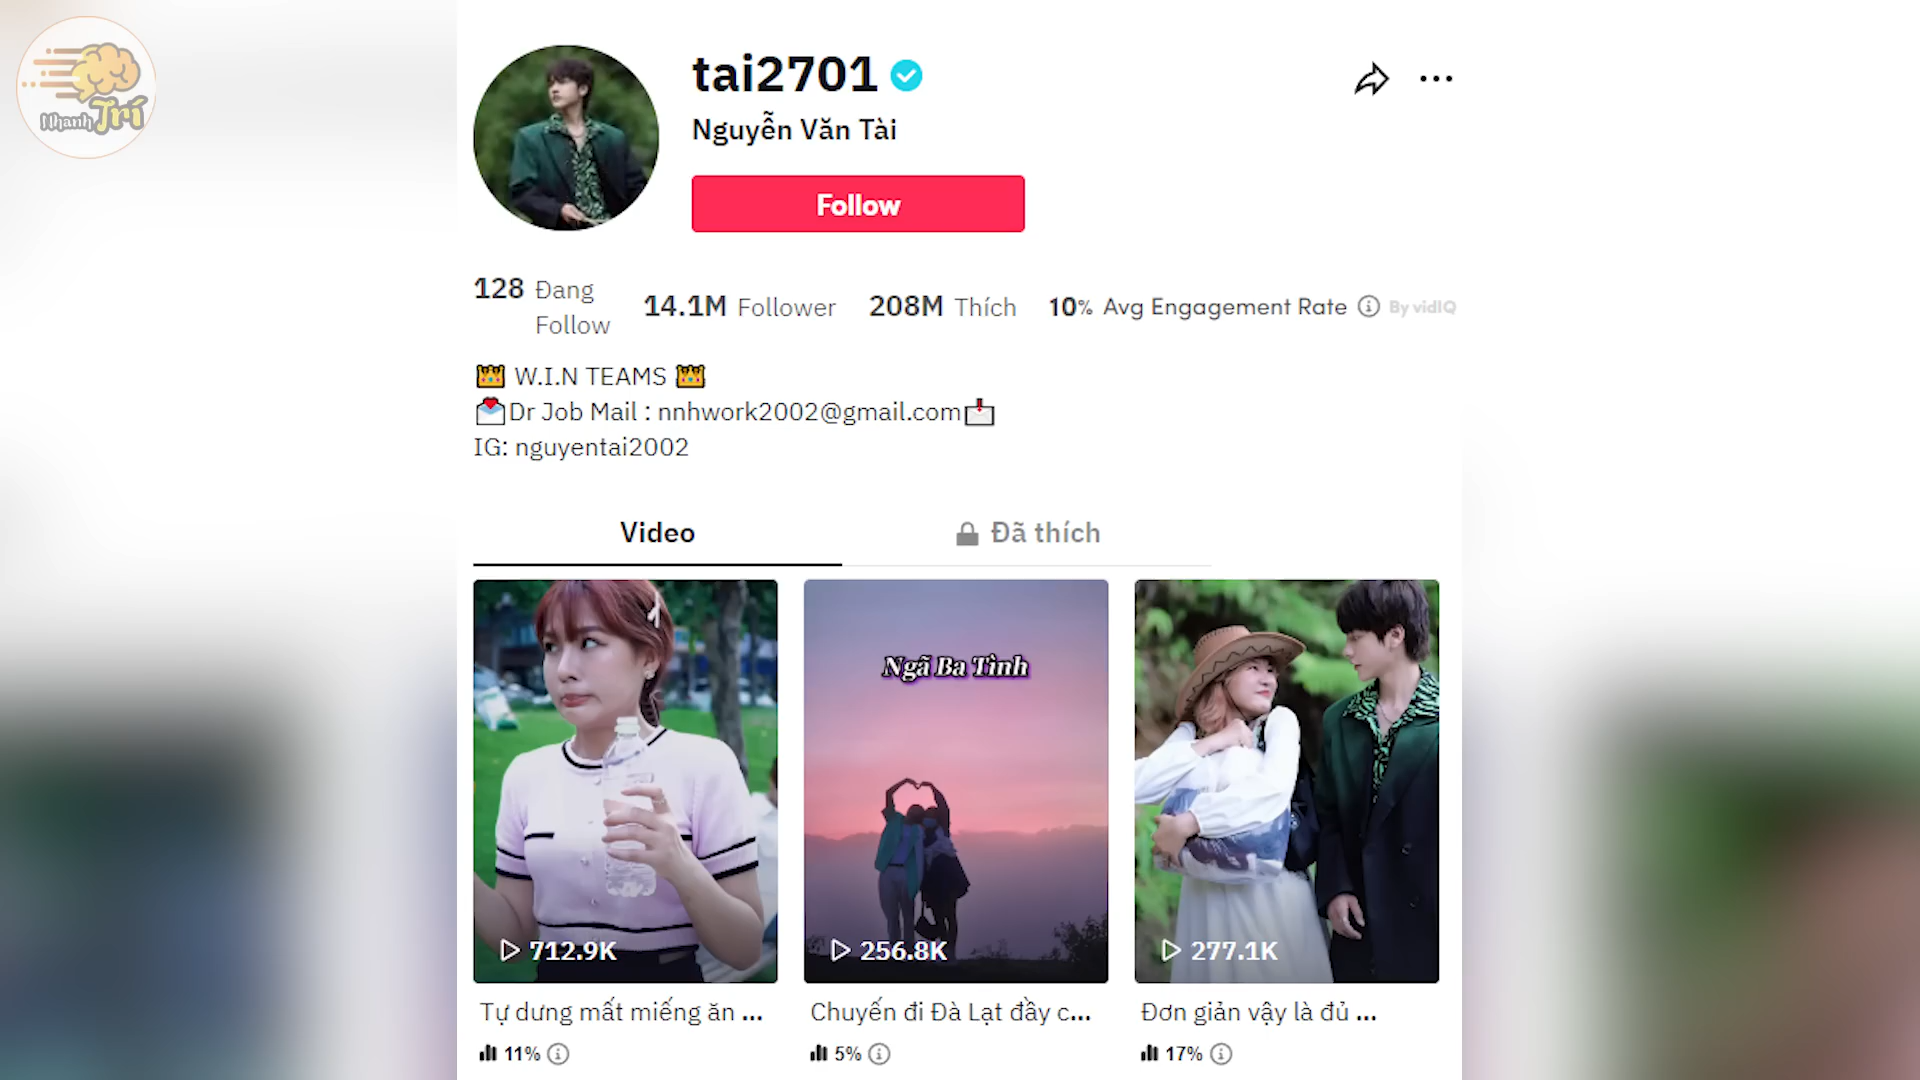 Nhanh Trí
tai2701
Nguyễn Văn Tài
Follow
128 Đang Follow
14.1M Follower
208M Thích
10% Avg Engagement Rate By vidIQ
W.I.N TEAMS
Dr Job Mail : nnhwork2002@gmail.com
IG: nguyentai2002
Video
Đã thích
Ngã Ba Tình
712.9K
256.8K
277.1K
Tự dưng mất miếng ăn ...
Chuyến đi Đà Lạt đầy c...
Đơn giản vậy là đủ ...
11%
5%
17%